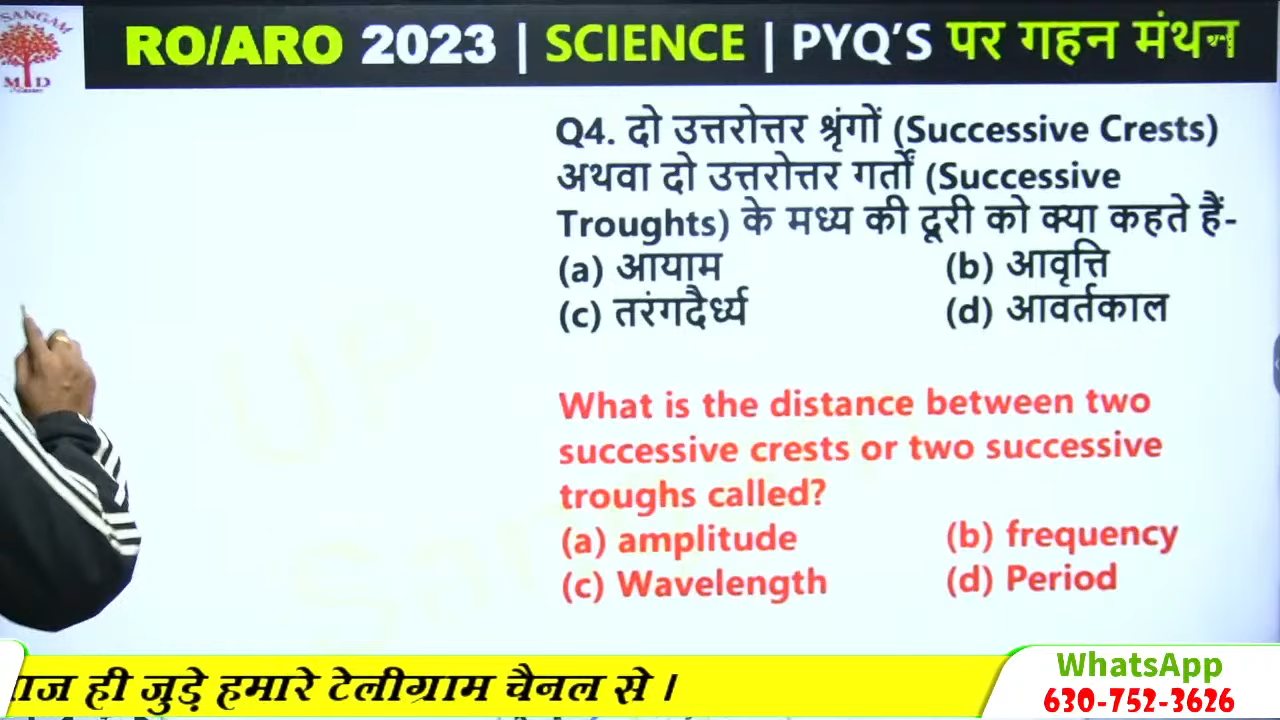 SANGAM
M D
RO/ARO 2023 | SCIENCE | PYQ'S पर गहन मंथन
Q4. दो उत्तरोत्तर श्रृंगों (Successive Crests)
अथवा दो उत्तरोत्तर गर्तों (Successive
Troughts) के मध्य की दूरी को क्या कहते हैं-
(a) आयाम (b) आवृत्ति
(c) तरंगदैर्ध्य (d) आवर्तकाल
What is the distance between two
successive crests or two successive
troughs called?
(a) amplitude (b) frequency
(c) Wavelength (d) Period
ही जुड़े हमारे टेलीग्राम चैनल से ।
WhatsApp
630-752-3626